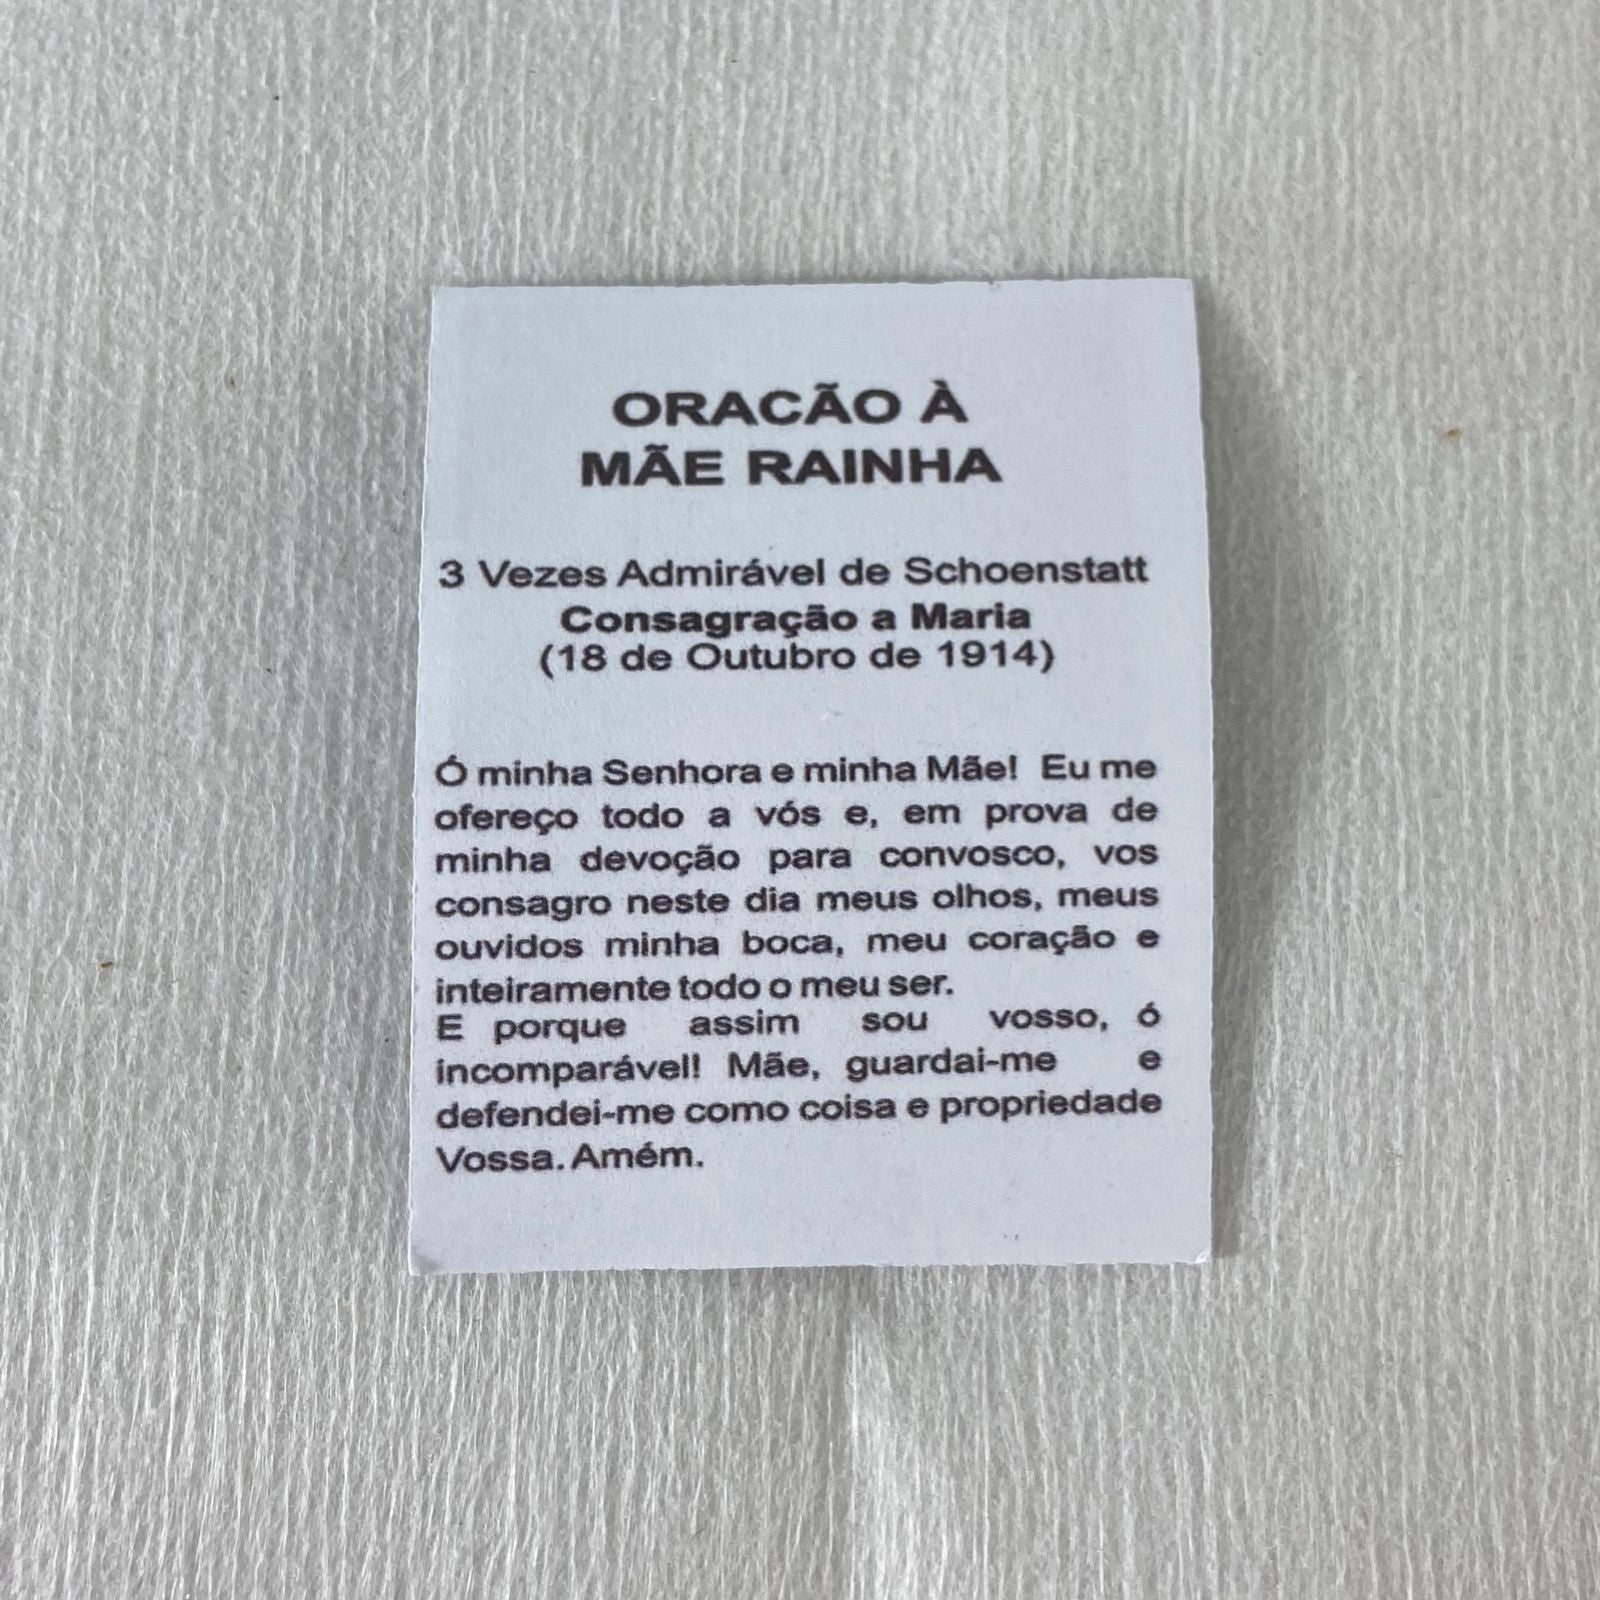 ORACÃO À
MÃE RAINHA
3 Vezes Admirável de Schoenstatt
Consagração a Maria
(18 de Outubro de 1914)
Ó minha Senhora e minha Mãe! Eu me
ofereço todo a vós e, em prova de
minha devoção para convosco, vos
consagro neste dia meus olhos, meus
ouvidos minha boca, meu coração e
inteiramente todo o meu ser.
E porque assim sou vosso, ó
incomparável! Mãe, guardai-me e
defendei-me como coisa e propriedade
Vossa. Amém.